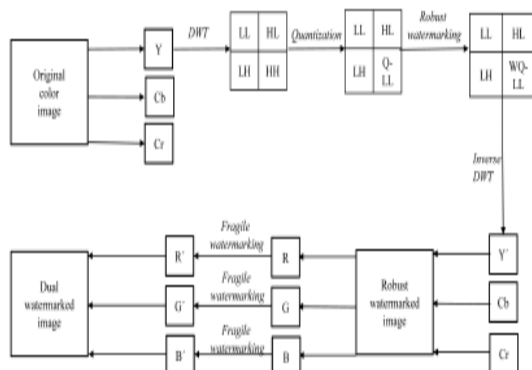 Original
color
image
Y
Cb
Cr
DWT
LL HL
LH HH
Quantization
LL HL
LH Q-
LL
Robust
watermarking
LL HL
LH WQ-
LL
Inverse
DWT
Y´
Cb
Cr
Robust
watermarked
image
R
G
B
Fragile
watermarking
Fragile
watermarking
Fragile
watermarking
R´
G´
B´
Dual
watermarked
image